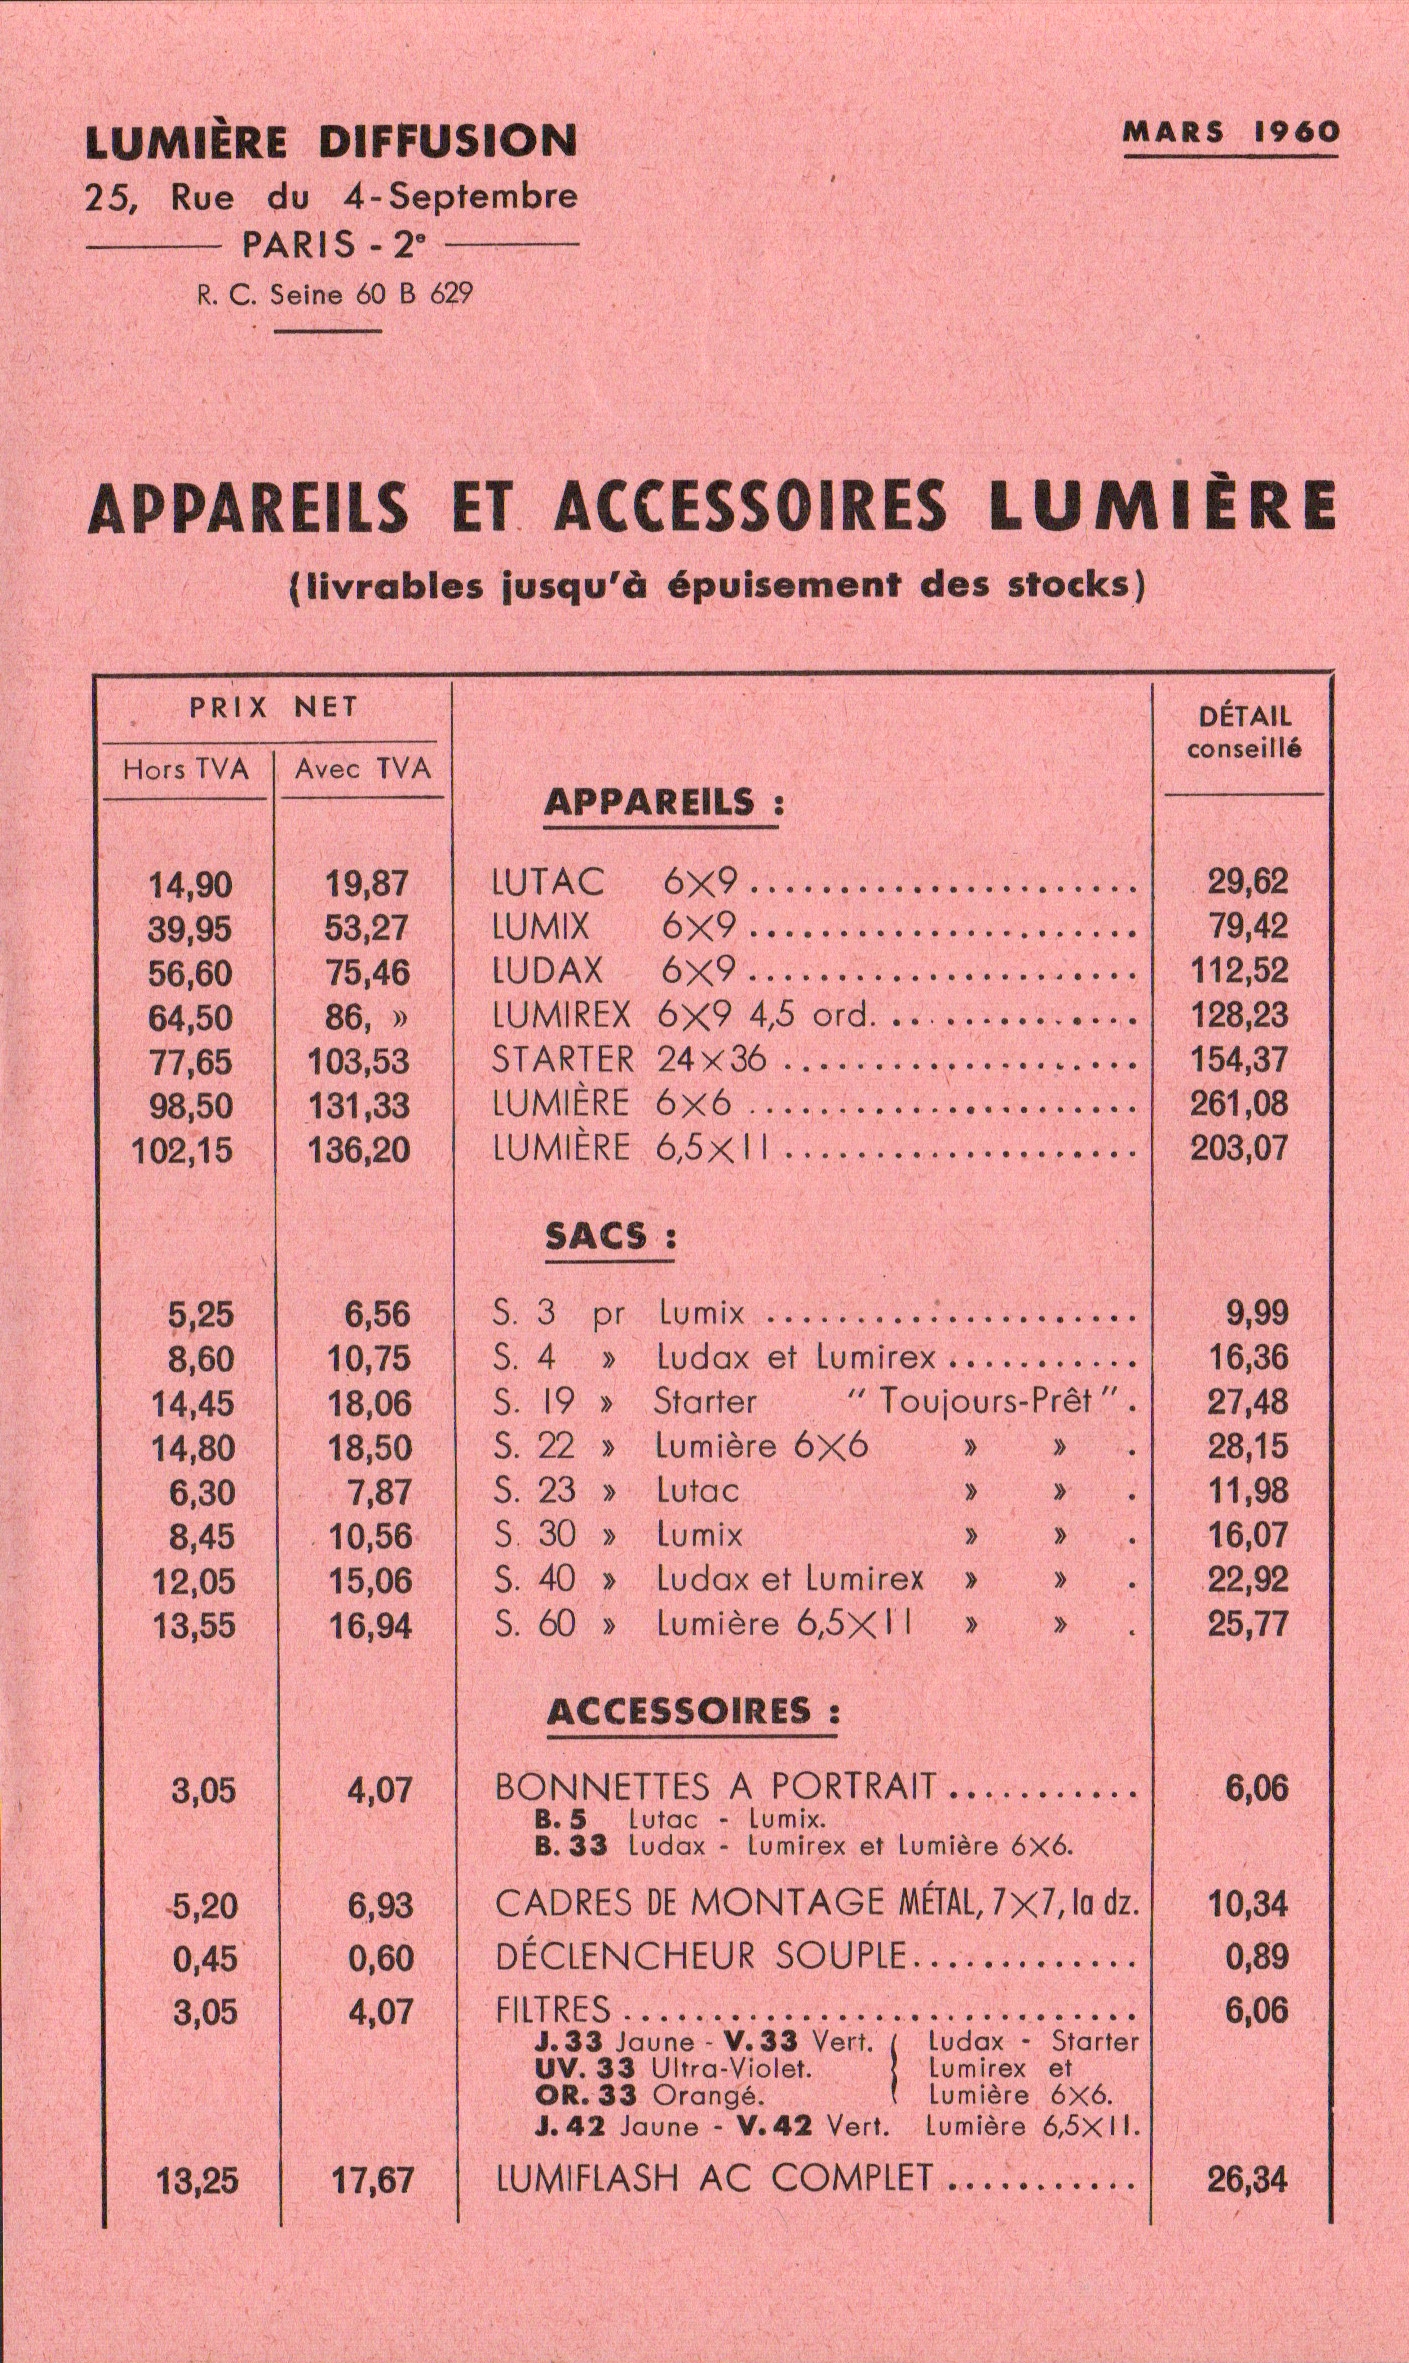 LUMIÈRE DIFFUSION
25, Rue du 4-Septembre
PARIS - 2e
R. C. Seine 60 B 629
MARS 1960
APPAREILS ET ACCESSOIRES LUMIÈRE
(livrables jusqu'à épuisement des stocks)
PRIX NET
Hors TVA Avec TVA
DÉTAIL
conseillé
APPAREILS :
14,90 19,87 LUTAC 6×9 ....................... 29,62
39,95 53,27 LUMIX 6×9 ....................... 79,42
56,60 75,46 LUDAX 6×9 ....................... 112,52
64,50 86, » LUMIREX 6×9 4,5 ord. ............... 128,23
77,65 103,53 STARTER 24×36 ..................... 154,37
98,50 131,33 LUMIÈRE 6×6 ....................... 261,08
102,15 136,20 LUMIÈRE 6,5×11 ..................... 203,07
SACS :
5,25 6,56 S. 3 pr Lumix ...................... 9,99
8,60 10,75 S. 4 » Ludax et Lumirex ........... 16,36
14,45 18,06 S. 19 » Starter " Toujours-Prêt " . 27,48
14,80 18,50 S. 22 » Lumière 6×6 » » . 28,15
6,30 7,87 S. 23 » Lutac » » . 11,98
8,45 10,56 S. 30 » Lumix » » . 16,07
12,05 15,06 S. 40 » Ludax et Lumirex » » . 22,92
13,55 16,94 S. 60 » Lumière 6,5×11 » » . 25,77
ACCESSOIRES :
3,05 4,07 BONNETTES A PORTRAIT ........... 6,06
B. 5 Lutac - Lumix.
B. 33 Ludax - Lumirex et Lumière 6×6.
5,20 6,93 CADRES DE MONTAGE MÉTAL, 7×7, la dz. 10,34
0,45 0,60 DÉCLENCHEUR SOUPLE ............. 0,89
3,05 4,07 FILTRES .............................. 6,06
J. 33 Jaune - V. 33 Vert. Ludax - Starter
UV. 33 Ultra-Violet. Lumirex et
OR. 33 Orangé. Lumière 6×6.
J. 42 Jaune - V. 42 Vert. Lumière 6,5×11.
13,25 17,67 LUMIFLASH AC COMPLET ........... 26,34